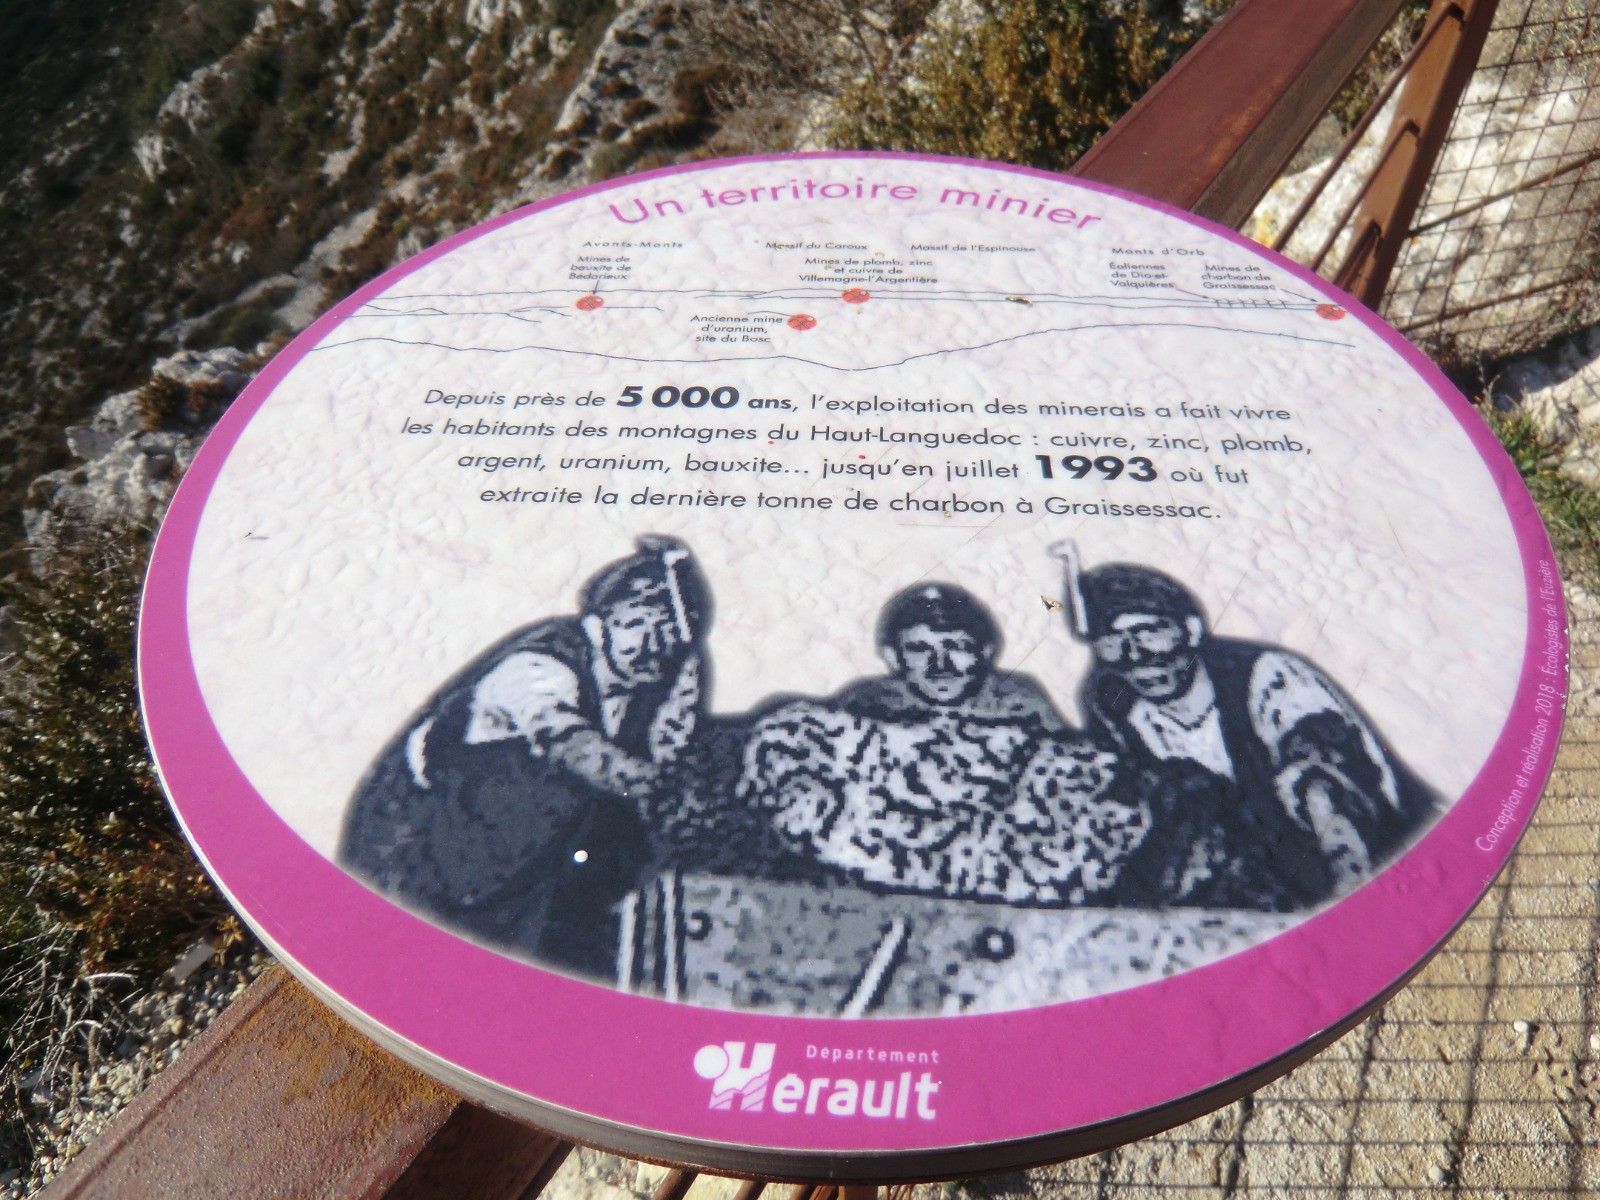 Un territoire minier
Avants-Monts
Massif du Caroux
Massif de l'Espinouse
Monts d'Orb
Mines de
bauxite de
Bédarieux
Mines de plomb, zinc
et cuivre de
Villemagne-l'Argentière
Éoliennes
de Dio-et-
Valquières
Mines de
charbon de
Graissessac
Ancienne mine
d'uranium,
site du Bosc
Depuis près de 5 000 ans, l'exploitation des minerais a fait vivre
les habitants des montagnes du Haut-Languedoc : cuivre, zinc, plomb,
argent, uranium, bauxite... jusqu'en juillet 1993 où fut
extraite la dernière tonne de charbon à Graissessac.
Conception et réalisation 2018 : Écologistes de l'Euzière
Département
Hérault